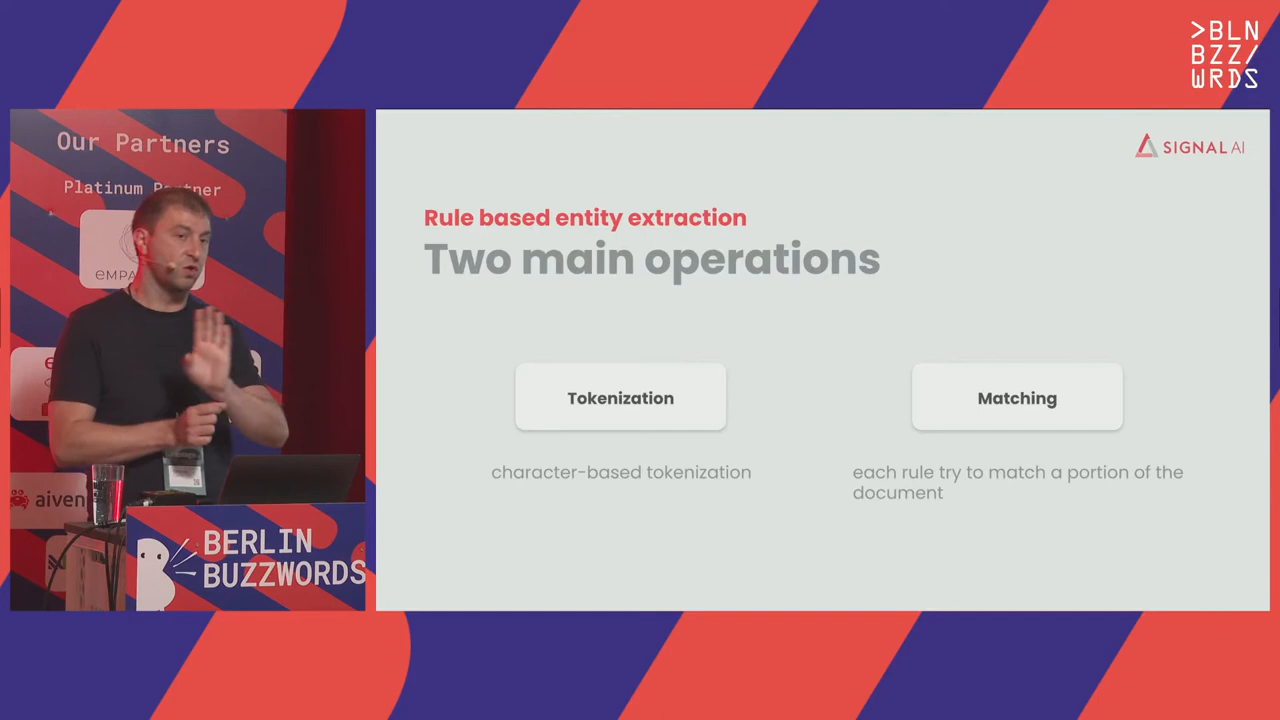 >BLN
BZZ/
WRDS
Our Partners
Platinum Partner
EMPA
aiven
BERLIN
BUZZWORDS
SIGNAL AI
Rule based entity extraction
Two main operations
Tokenization
character-based tokenization
Matching
each rule try to match a portion of the
document